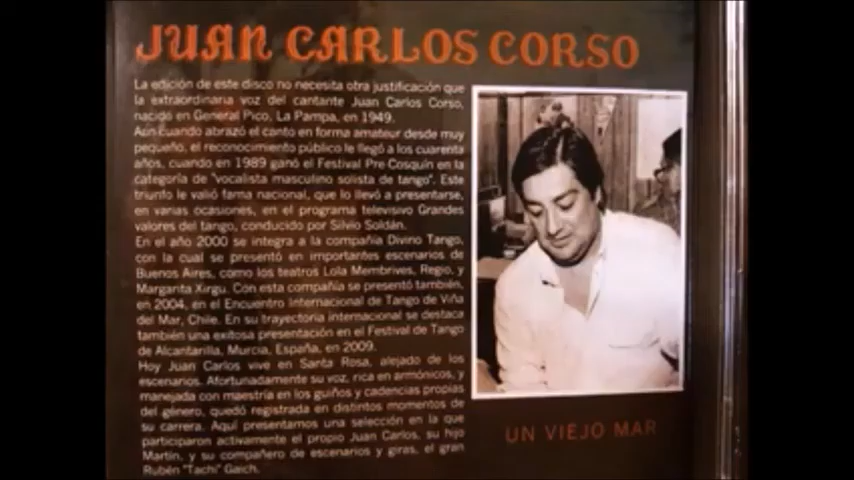 JUAN CARLOS CORSO
La edición de este disco no necesita otra justificación que
la extraordinaria voz del cantante Juan Carlos Corso,
nacido en General Pico, La Pampa, en 1949.
Aún cuando abrazó el canto en forma amateur desde muy
pequeño, el reconocimiento público le llegó a los cuarenta
años, cuando en 1989 ganó el Festival Pre Cosquín en la
categoría de "vocalista masculino solista de tango". Este
triunfo le valió fama nacional, que lo llevó a presentarse,
en varias ocasiones, en el programa televisivo Grandes
valores del tango, conducido por Silvio Soldán.
En el año 2000 se integra a la compañía Divino Tango,
con la cual se presentó en importantes escenarios de
Buenos Aires, como los teatros Lola Membrives, Regio, y
Margarita Xirgu. Con esta compañía se presentó también,
en 2004, en el Encuentro Internacional de Tango de Viña
del Mar, Chile. En su trayectoria internacional se destaca
también una exitosa presentación en el Festival de Tango
de Alcantarilla, Murcia, España, en 2009.
Hoy Juan Carlos vive en Santa Rosa, alejado de los
escenarios. Afortunadamente su voz, rica en armónicos, y
manejada con maestría en los guiños y cadencias propias
del género, quedó registrada en distintos momentos de
su carrera. Aquí presentamos una selección en la que
participaron activamente el propio Juan Carlos, su hijo
Martín, y su compañero de escenarios y giras, el gran
Rubén "Tachi" Gaich.
UN VIEJO MAR